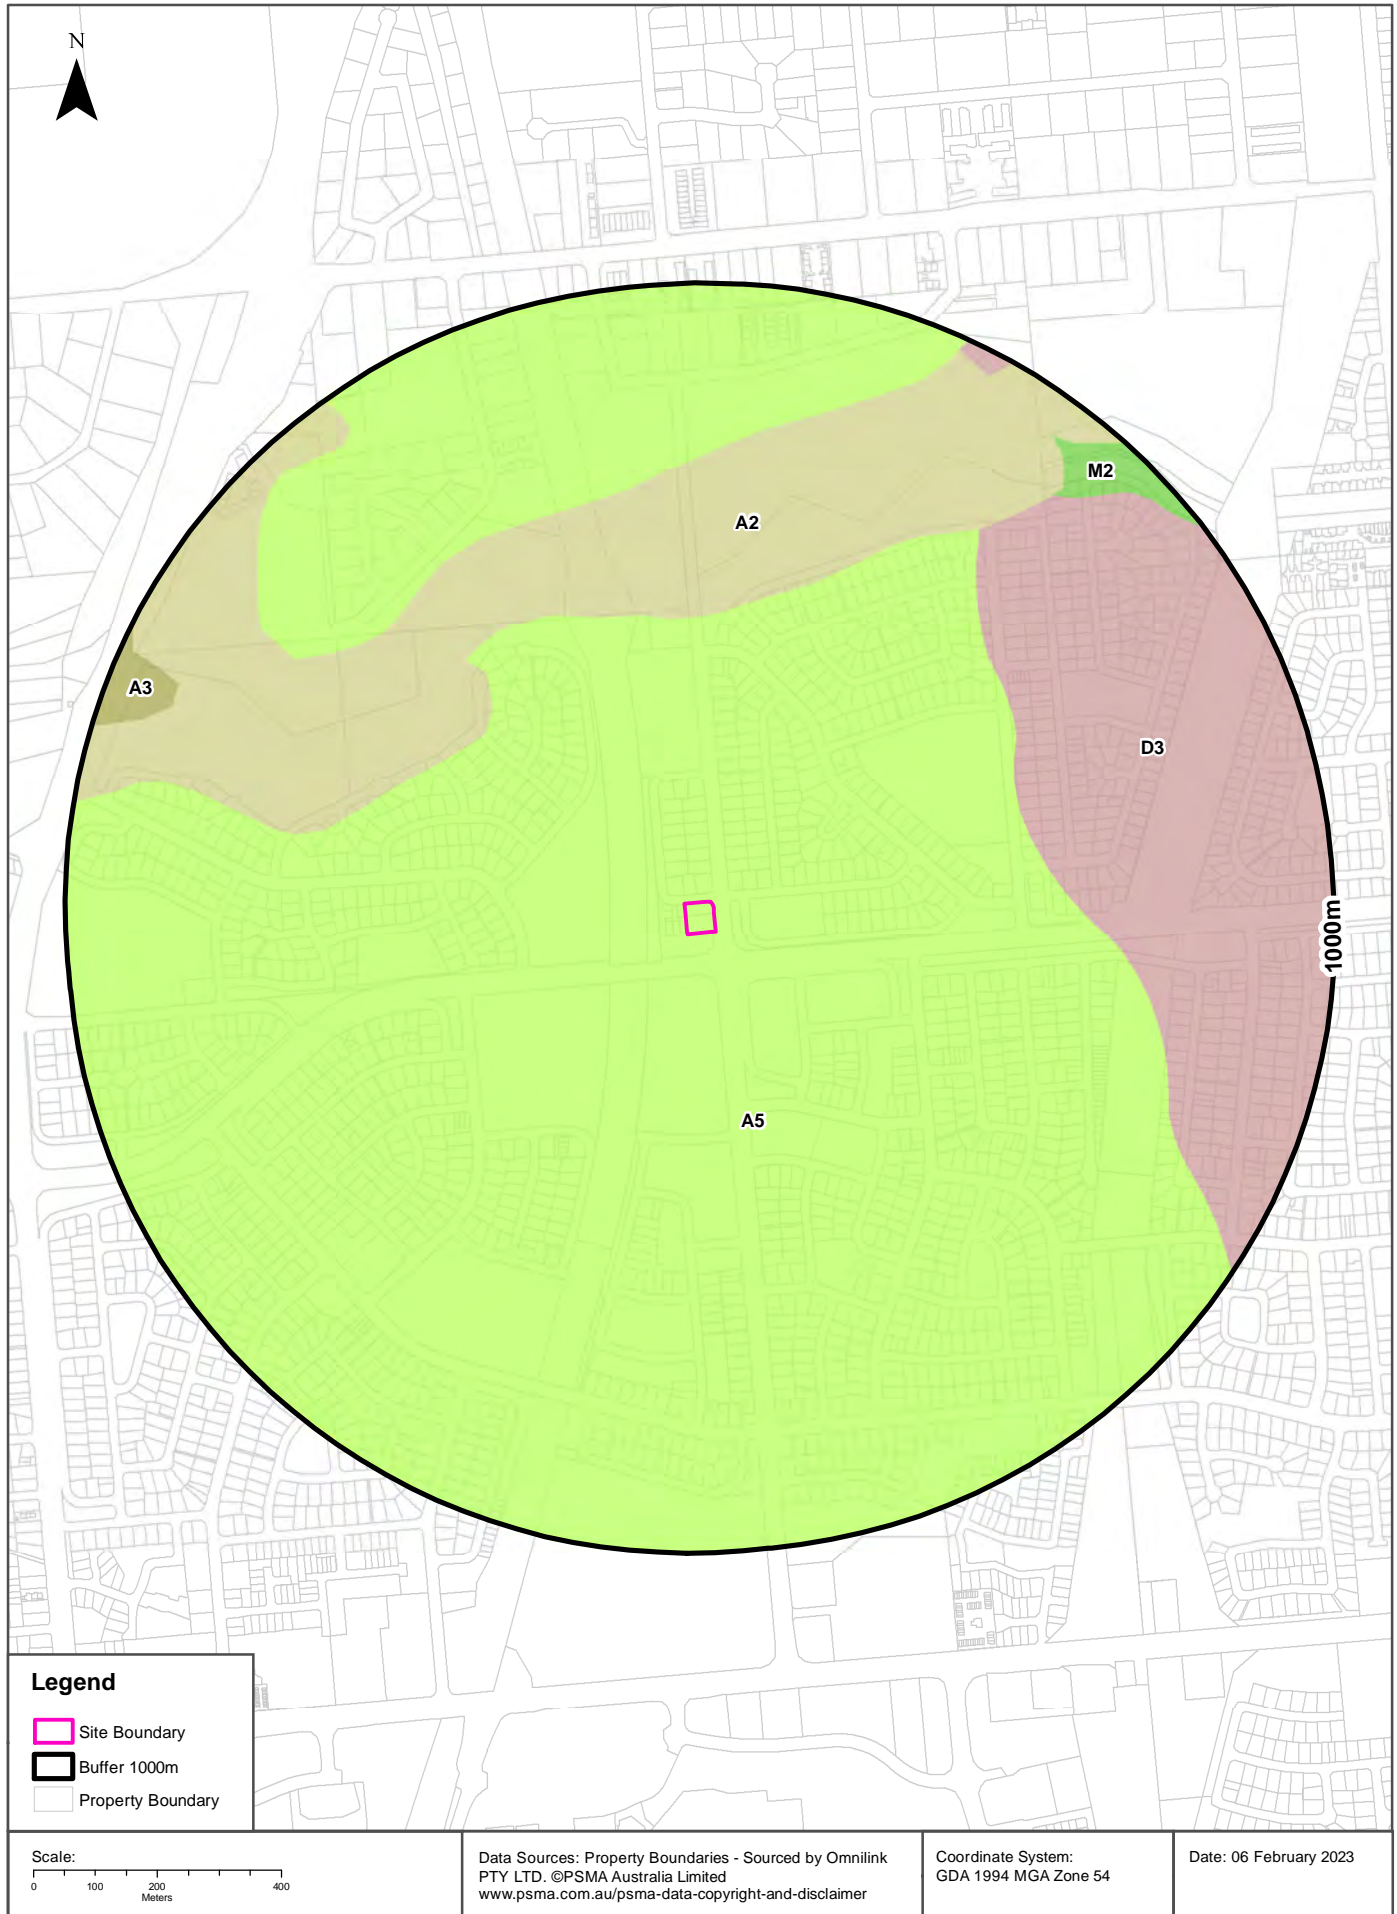 N
M2
A2
A3
D3
1000m
A5
Legend
Site Boundary
Buffer 1000m
Property Boundary
Scale:
0 100 200 400
Meters
Data Sources: Property Boundaries - Sourced by Omnilink
PTY LTD. ©PSMA Australia Limited
www.psma.com.au/psma-data-copyright-and-disclaimer
Coordinate System:
GDA 1994 MGA Zone 54
Date: 06 February 2023